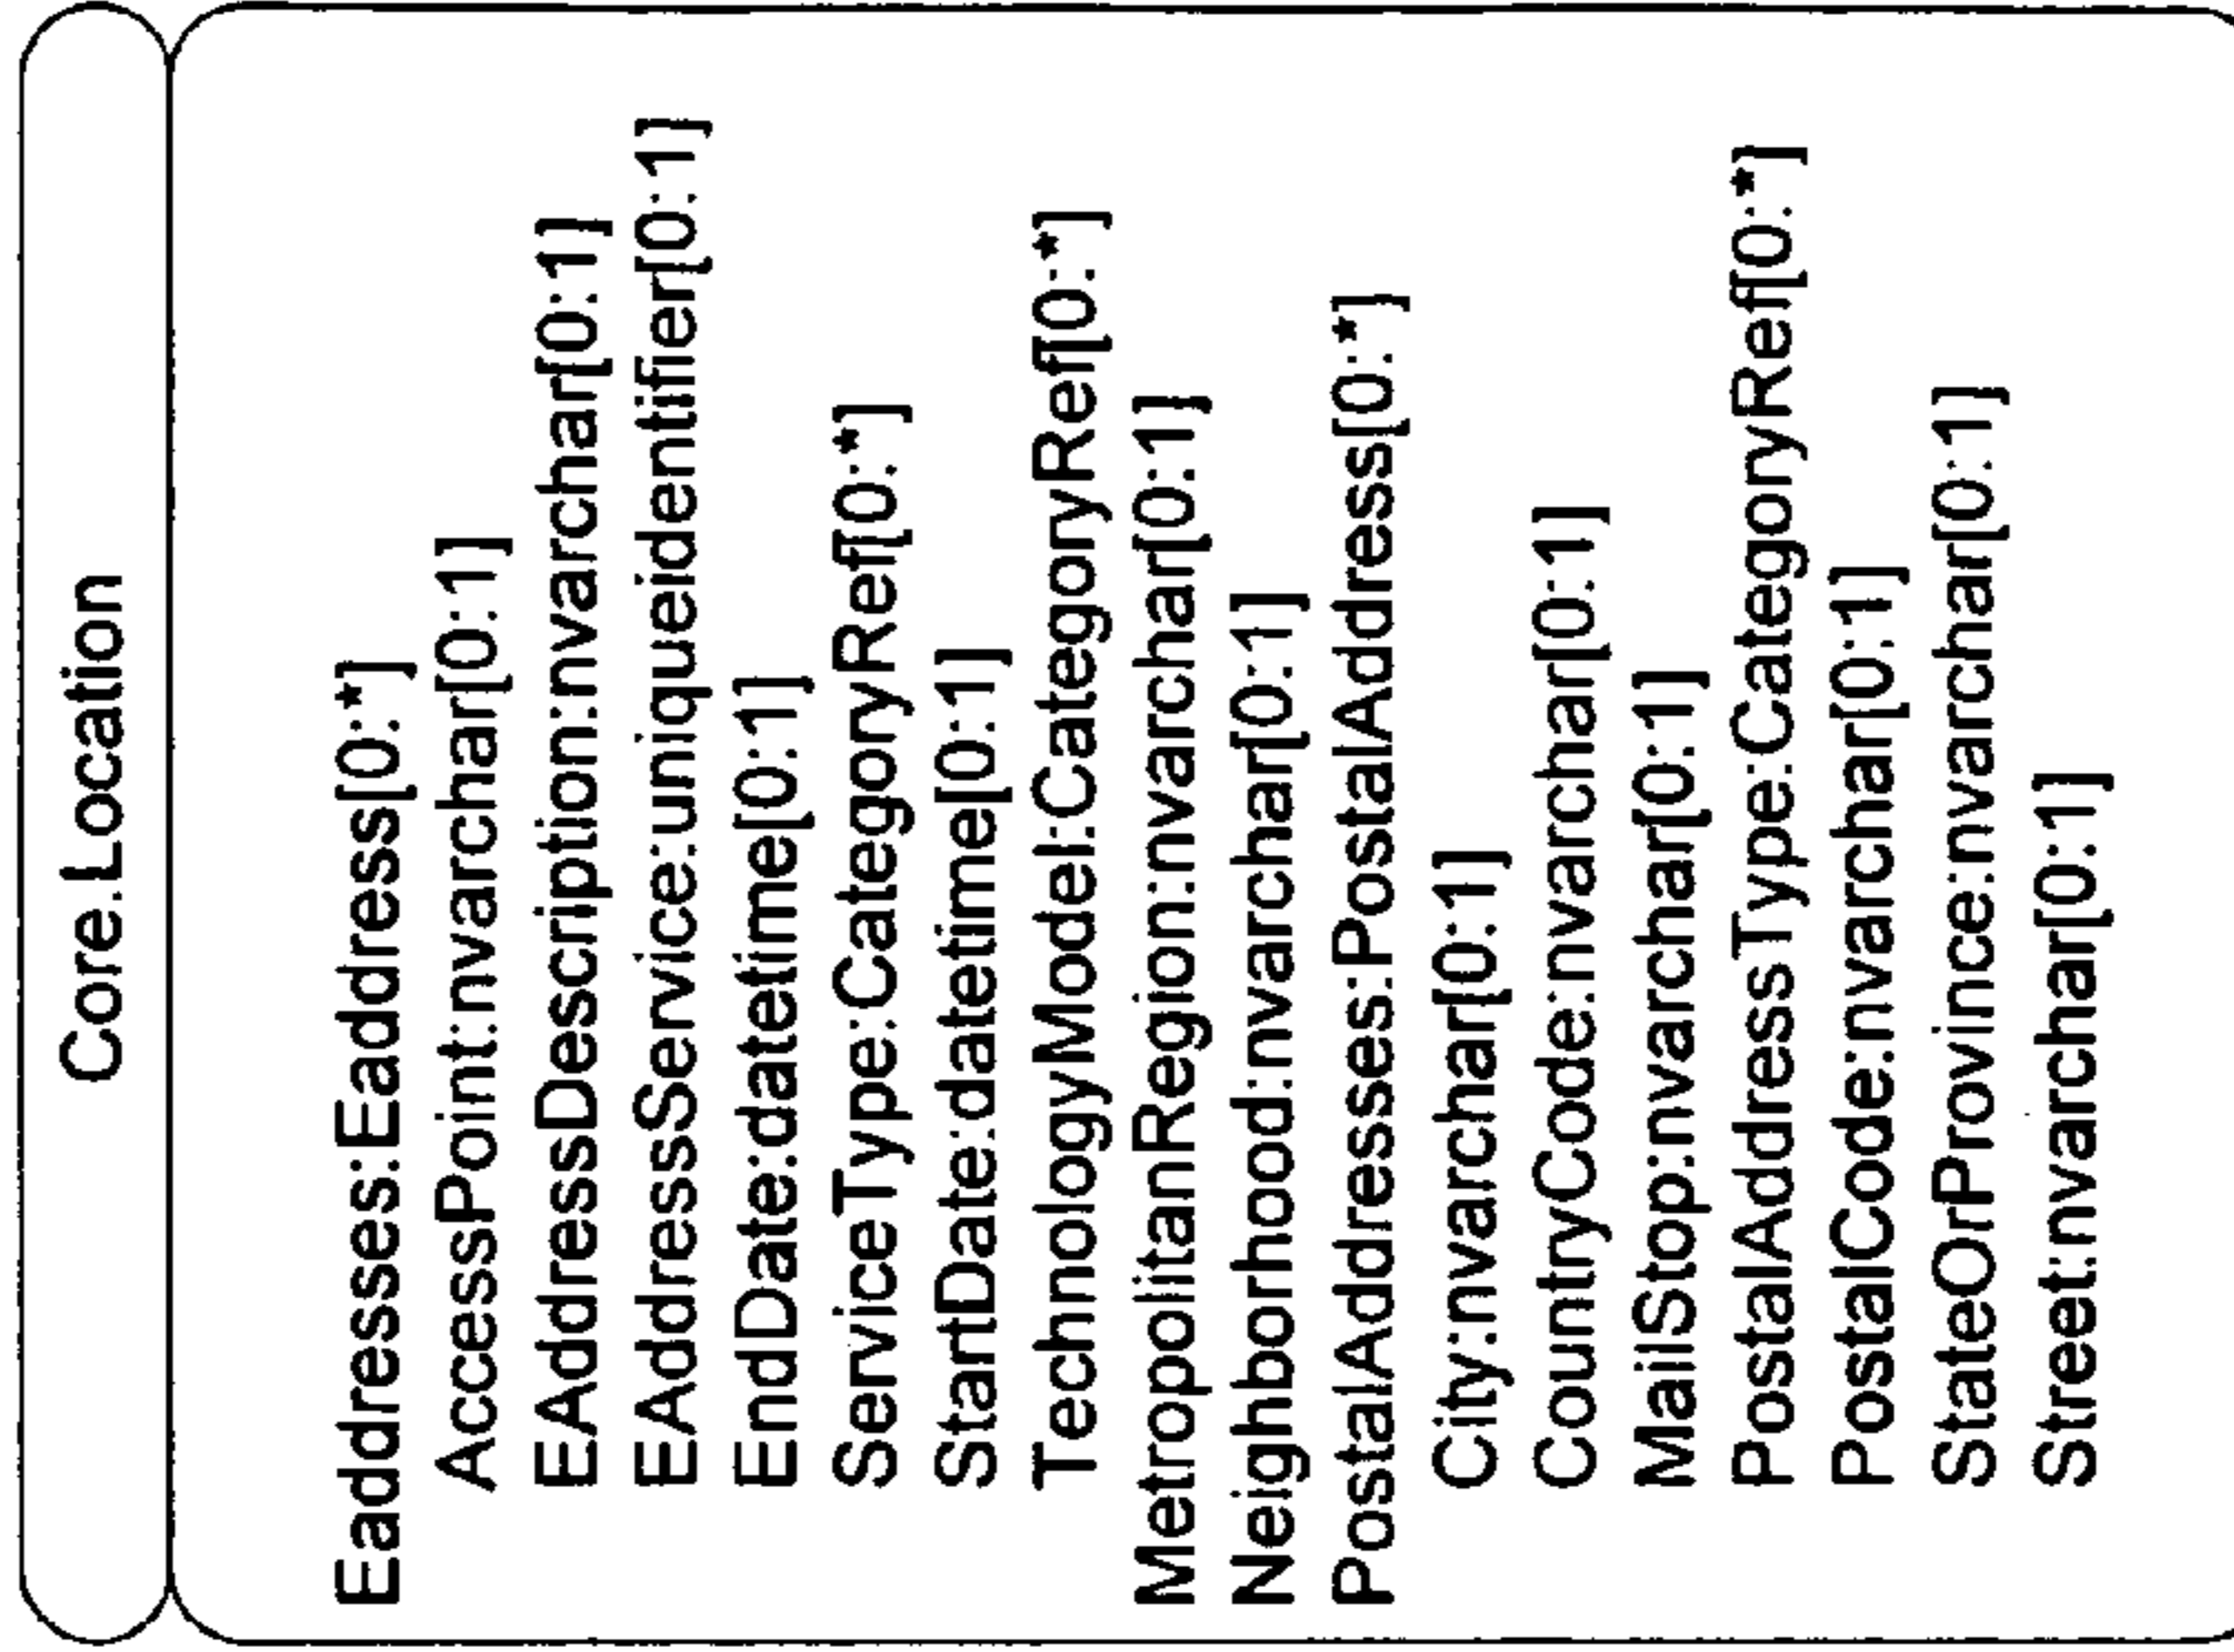 Core.Location
Eaddresses:Eaddress[0:*]
AccessPoint:nvarchar[0:1]
EAddressDescription:nvarchar[0:1]
EAddressService:uniqueidentifier[0:1]
EndDate:datetime[0:1]
ServiceType:CategoryRef[0:*]
StartDate:datetime[0:1]
TechnologyModel:CategoryRef[0:*]
MetropolitanRegion:nvarchar[0:1]
Neighborhood:nvarchar[0:1]
PostalAddresses:PostalAddress[0:*]
City:nvarchar[0:1]
CountryCode:nvarchar[0:1]
MailStop:nvarchar[0:1]
PostalAddressType:CategoryRef[0:*]
PostalCode:nvarchar[0:1]
StateOrProvince:nvarchar[0:1]
Street:nvarchar[0:1]